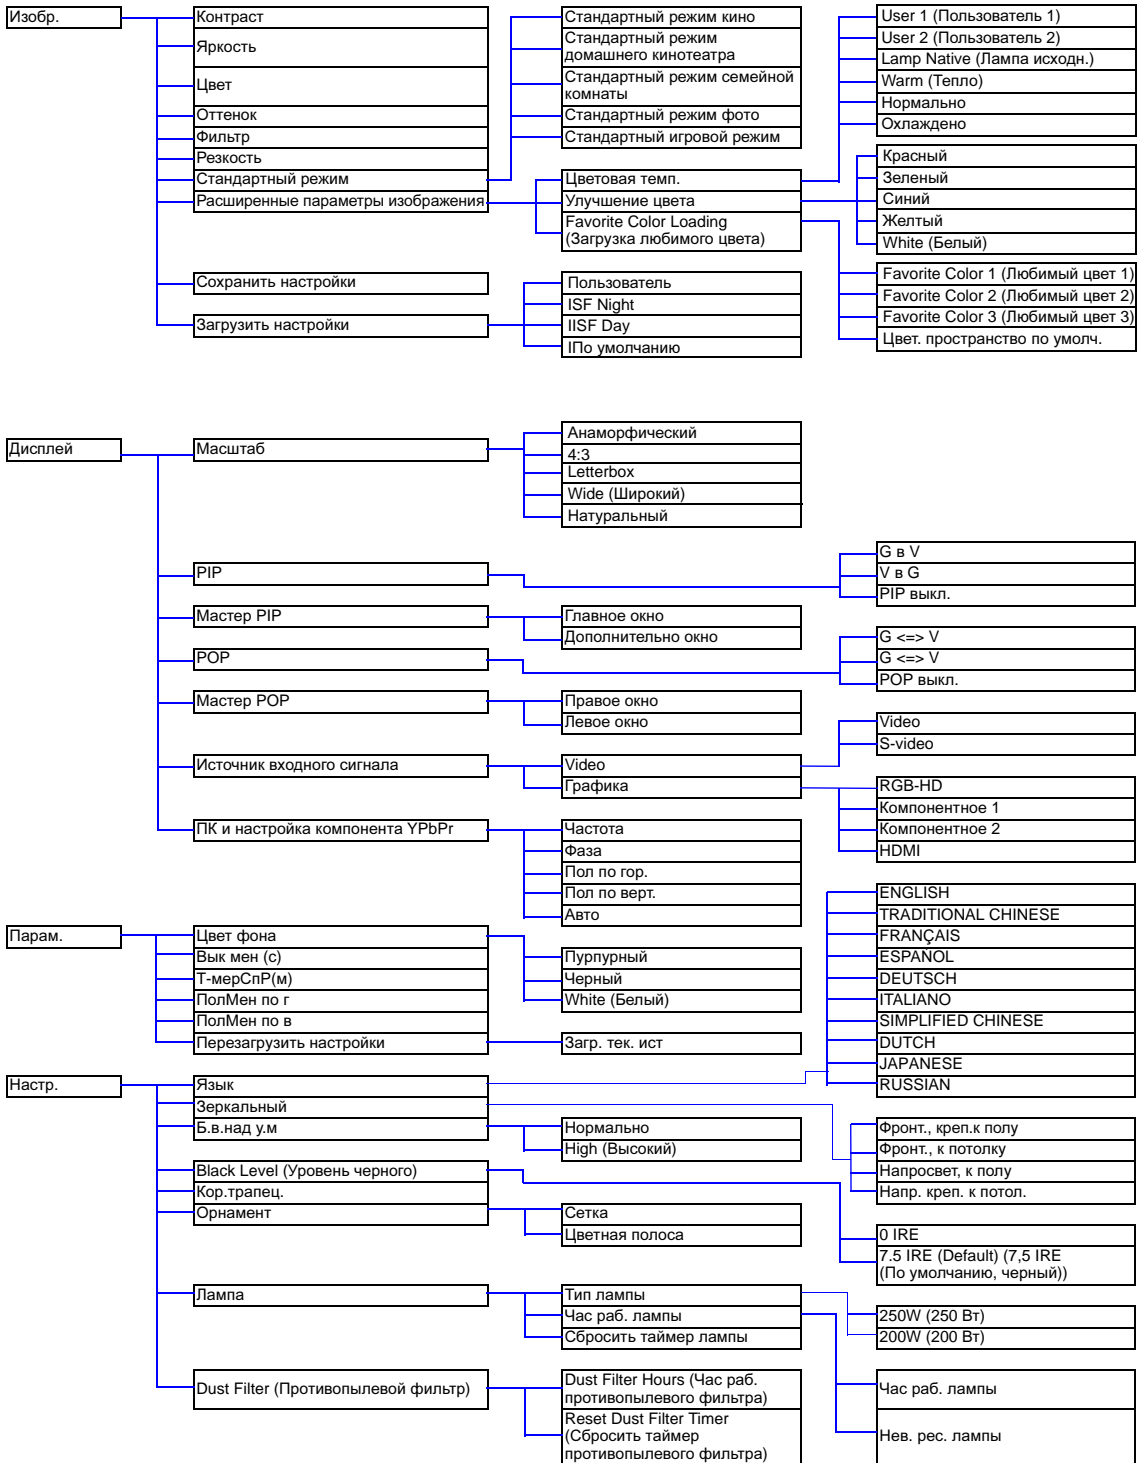 Изобр.
Контраст
Яркость
Цвет
Оттенок
Фильтр
Резкость
Стандартный режим
Расширенные параметры изображения
Сохранить настройки
Загрузить настройки
Стандартный режим кино
Стандартный режим
домашнего кинотеатра
Стандартный режим семейной
комнаты
Стандартный режим фото
Стандартный игровой режим
Цветовая темп.
Улучшение цвета
Favorite Color Loading
(Загрузка любимого цвета)
Пользователь
ISF Night
IISF Day
IПо умолчанию
User 1 (Пользователь 1)
User 2 (Пользователь 2)
Lamp Native (Лампа исходн.)
Warm (Тепло)
Нормально
Охлаждено
Красный
Зеленый
Синий
Желтый
White (Белый)
Favorite Color 1 (Любимый цвет 1)
Favorite Color 2 (Любимый цвет 2)
Favorite Color 3 (Любимый цвет 3)
Цвет. пространство по умолч.
Дисплей
Масштаб
PIP
Мастер PIP
POP
Мастер POP
Источник входного сигнала
ПК и настройка компонента YPbPr
Анаморфический
4:3
Letterbox
Wide (Широкий)
Натуральный
Главное окно
Дополнительно окно
Правое окно
Левое окно
Video
Графика
Частота
Фаза
Пол по гор.
Пол по верт.
Авто
G в V
V в G
PIP выкл.
G <=> V
G <=> V
POP выкл.
Video
S-video
RGB-HD
Компонентное 1
Компонентное 2
HDMI
Парам.
Цвет фона
Вык мен (с)
Т-мерСпР(м)
ПолМен по г
ПолМен по в
Перезагрузить настройки
Пурпурный
Черный
White (Белый)
Загр. тек. ист
ENGLISH
TRADITIONAL CHINESE
FRANÇAIS
ESPAÑOL
DEUTSCH
ITALIANO
SIMPLIFIED CHINESE
DUTCH
JAPANESE
RUSSIAN
Настр.
Язык
Зеркальный
Б.в.над у.м
Black Level (Уровень черного)
Кор.трапец.
Орнамент
Лампа
Dust Filter (Противопылевой фильтр)
Нормально
High (Высокий)
Сетка
Цветная полоса
Тип лампы
Час раб. лампы
Сбросить таймер лампы
Dust Filter Hours (Час раб.
противопылевого фильтра)
Reset Dust Filter Timer
(Сбросить таймер
противопылевого фильтра)
Фронт., креп.к полу
Фронт., к потолку
Напросвет, к полу
Напр. креп. к потол.
0 IRE
7.5 IRE (Default) (7,5 IRE
(По умолчанию, черный))
250W (250 Вт)
200W (200 Вт)
Час раб. лампы
Нев. рес. лампы